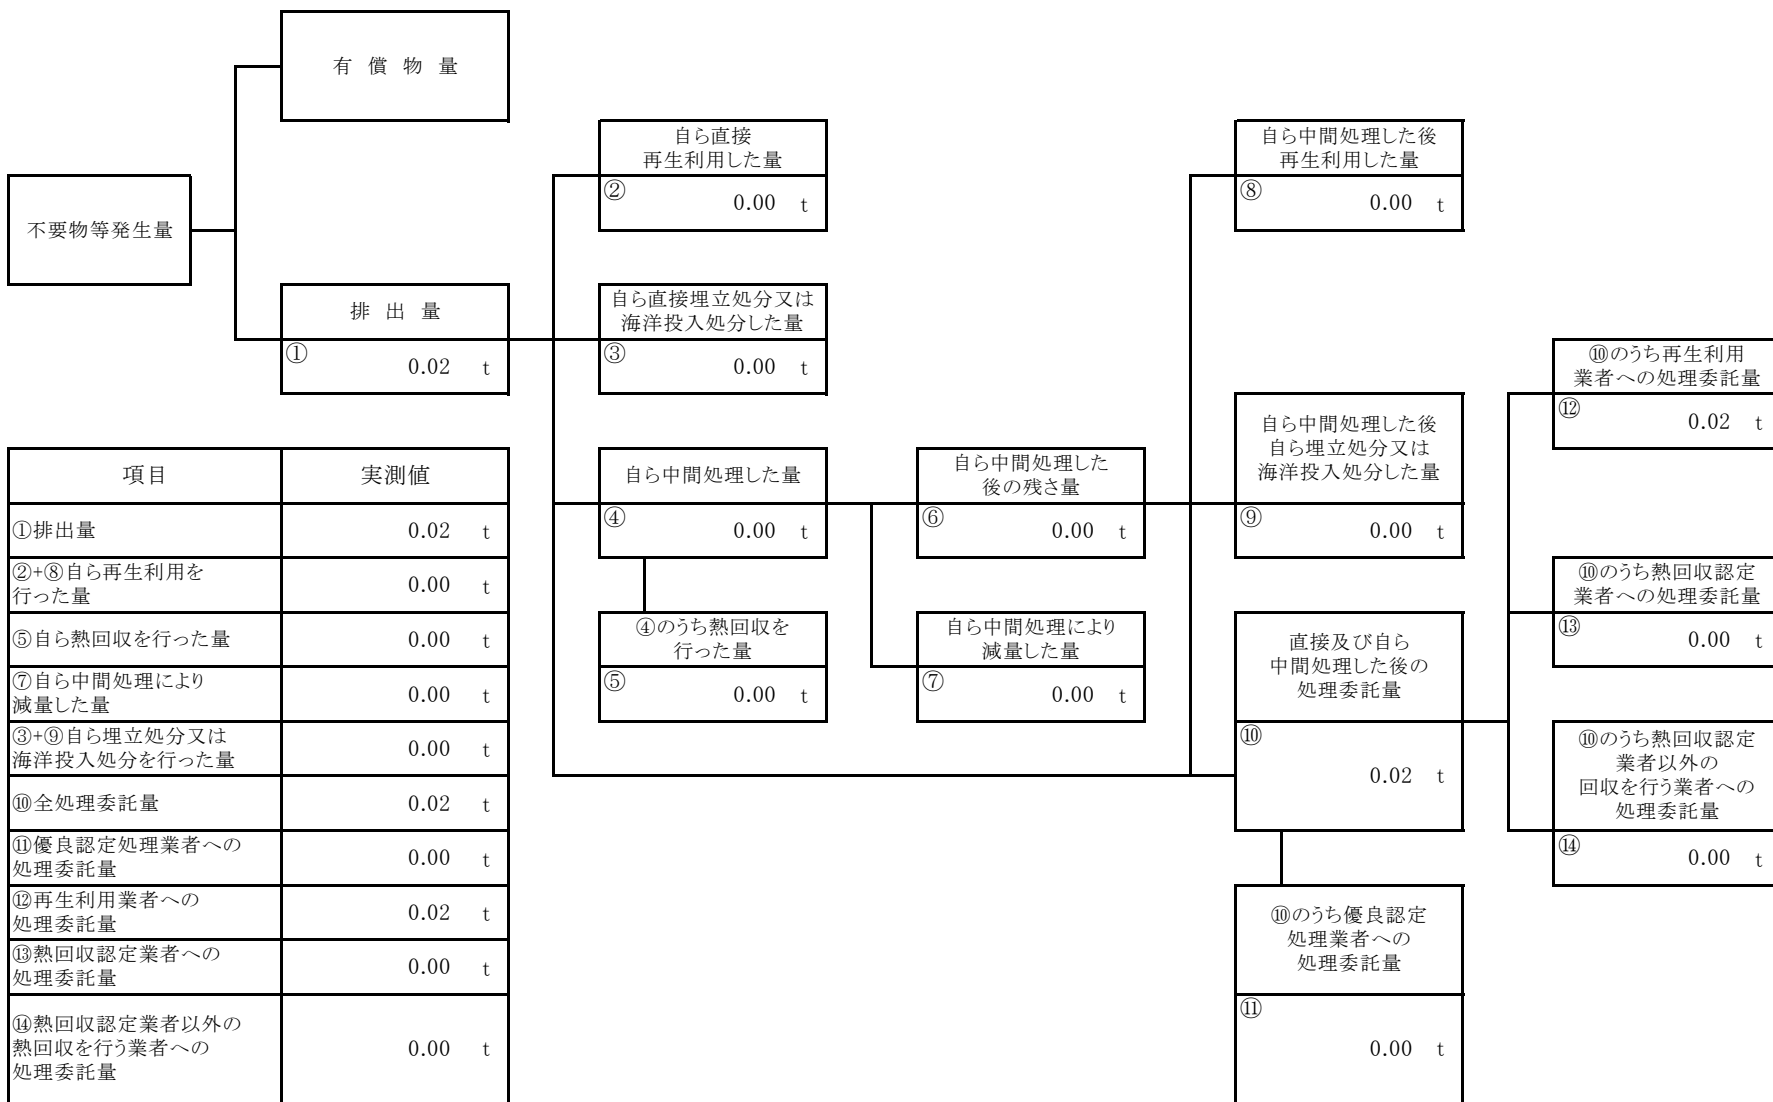 有 償 物 量
不要物等発生量
排 出 量
① 0.02 t
自ら直接
再生利用した量
② 0.00 t
自ら直接埋立処分又は
海洋投入処分した量
③ 0.00 t
自ら中間処理した量
④ 0.00 t
④のうち熱回収を
行った量
⑤ 0.00 t
自ら中間処理した
後の残さ量
⑥ 0.00 t
自ら中間処理により
減量した量
⑦ 0.00 t
自ら中間処理した後
再生利用した量
⑧ 0.00 t
自ら中間処理した後
自ら埋立処分又は
海洋投入処分した量
⑨ 0.00 t
直接及び自ら
中間処理した後の
処理委託量
⑩ 0.02 t
⑩のうち優良認定
処理業者への
処理委託量
⑪ 0.00 t
⑩のうち再生利用
業者への処理委託量
⑫ 0.02 t
⑩のうち熱回収認定
業者への処理委託量
⑬ 0.00 t
⑩のうち熱回収認定
業者以外の
回収を行う業者への
処理委託量
⑭ 0.00 t
項目 実測値
①排出量 0.02 t
②+⑧自ら再生利用を
行った量 0.00 t
⑤自ら熱回収を行った量 0.00 t
⑦自ら中間処理により
減量した量 0.00 t
③+⑨自ら埋立処分又は
海洋投入処分を行った量 0.00 t
⑩全処理委託量 0.02 t
⑪優良認定処理業者への
処理委託量 0.00 t
⑫再生利用業者への
処理委託量 0.02 t
⑬熱回収認定業者への
処理委託量 0.00 t
⑭熱回収認定業者以外の
熱回収を行う業者への
処理委託量 0.00 t